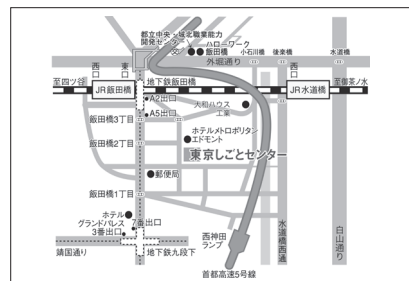 都立中央・城北職業能力
開発センター
ハローワーク
飯田橋
小石川橋
後楽橋
水道橋
外堀通り
西口
東口
西口
至四ツ谷
地下鉄飯田橋
至御茶ノ水
JR飯田橋
JR水道橋
A2出口
大和ハウス
工業
A5出口
飯田橋3丁目
ホテルメトロポリタン
エドモント
飯田橋2丁目
東京しごとセンター
郵便局
飯田橋1丁目
水道橋西通り
白山通り
ホテル
グランドパレス
7番出口
3番出口
西神田
ランプ
靖国通り
地下鉄九段下
首都高速5号線